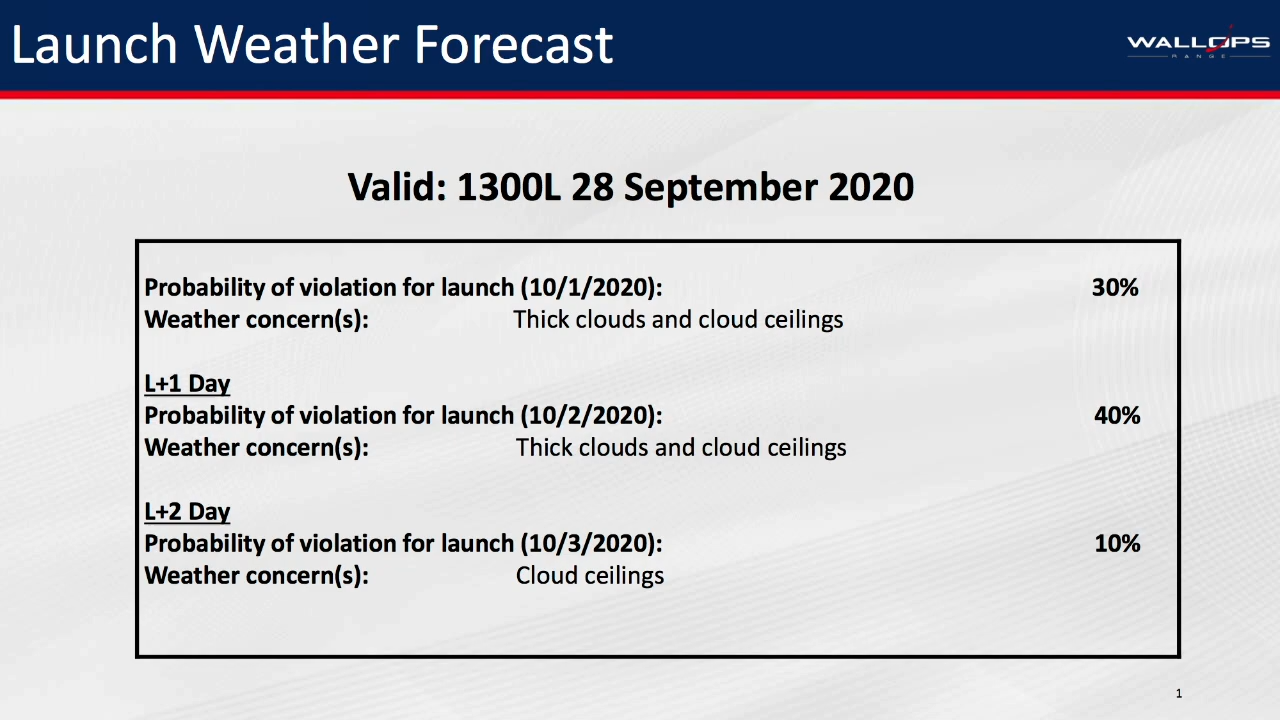 Launch Weather Forecast
WALLOPS
RANGE
Valid: 1300L 28 September 2020
Probability of violation for launch (10/1/2020): 30%
Weather concern(s): Thick clouds and cloud ceilings
L+1 Day
Probability of violation for launch (10/2/2020): 40%
Weather concern(s): Thick clouds and cloud ceilings
L+2 Day
Probability of violation for launch (10/3/2020): 10%
Weather concern(s): Cloud ceilings
1